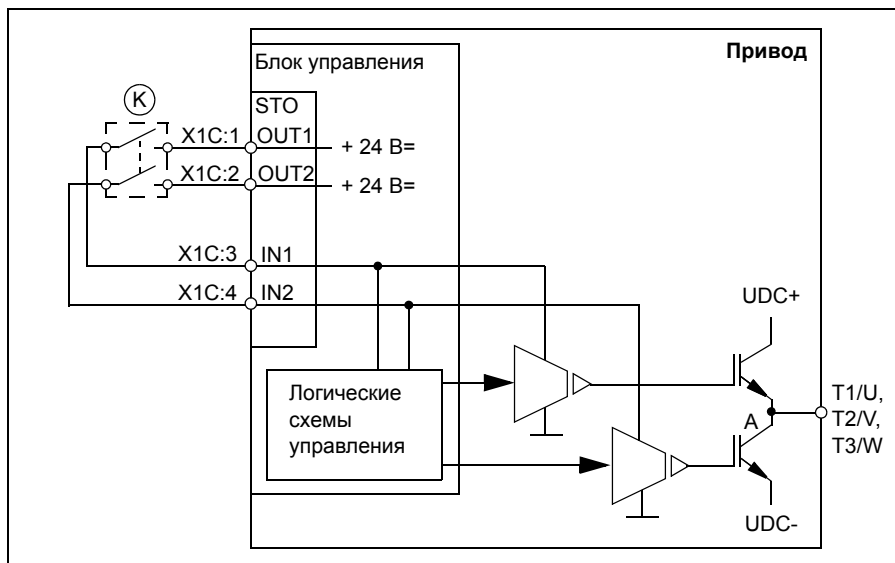 Привод
Блок управления
STO
K
X1C:1
OUT1
+ 24 В=
X1C:2
OUT2
+ 24 В=
X1C:3
IN1
X1C:4
IN2
UDC+
Логические
схемы
управления
T1/U,
T2/V,
T3/W
A
UDC-